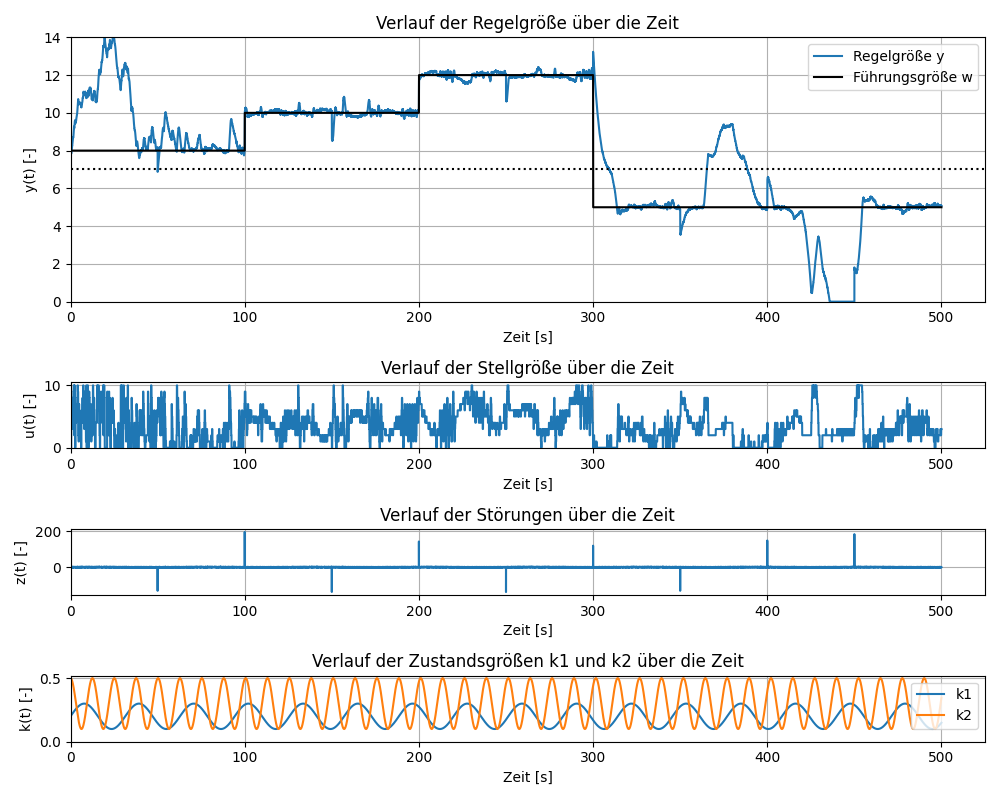 Verlauf der Regelgröße über die Zeit
14
12
10
8
6
4
2
0
y(t) [-]
Regelgröße y
Führungsgröße w
0 100 200 300 400 500
Zeit [s]
Verlauf der Stellgröße über die Zeit
10
0
u(t) [-]
0 100 200 300 400 500
Zeit [s]
Verlauf der Störungen über die Zeit
200
0
z(t) [-]
0 100 200 300 400 500
Zeit [s]
Verlauf der Zustandsgrößen k1 und k2 über die Zeit
0.5
0.0
k(t) [-]
k1
k2
0 100 200 300 400 500
Zeit [s]